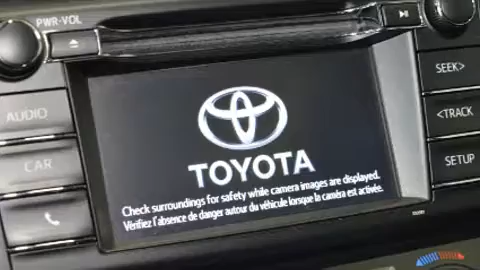 PWR•VOL
AUDIO
CAR
TOYOTA
Check surroundings for safety while camera images are displayed.
Vérifiez l'absence de danger autour du véhicule lorsque la caméra est activée.
SEEK>
<TRACK
SETUP